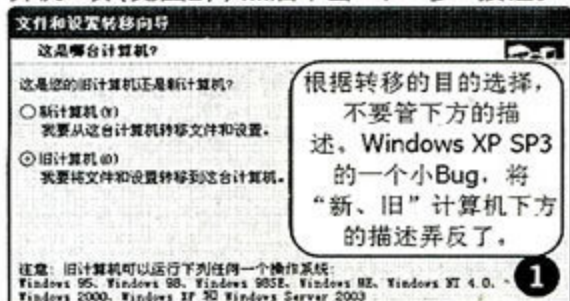 文件和设置转移向导
这是哪台计算机?
这是您的旧计算机还是新计算机?
新计算机(N)
我要从这台计算机转移文件和设置。
旧计算机(O)
我要将文件和设置转移到这台计算机。
根据转移的目的选择，
不要管下方的描
述。Windows XP SP3
的一个小Bug，将
“新、旧”计算机下方
的描述弄反了。
注意: 旧计算机可以运行下列任何一个操作系统:
Windows 95、Windows 98、Windows 98SE、Windows ME、Windows NT 4.0、
Windows 2000、Windows XP 和 Windows Server 2003
1